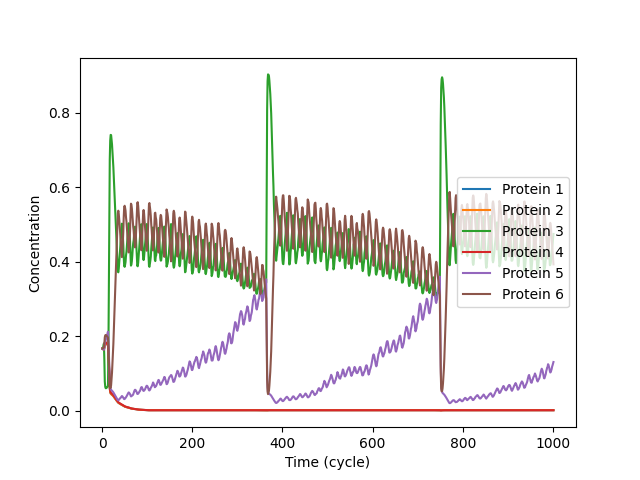 0.8
0.6
0.4
0.2
0.0
Concentration
0 200 400 600 800 1000
Time (cycle)
Protein 1
Protein 2
Protein 3
Protein 4
Protein 5
Protein 6